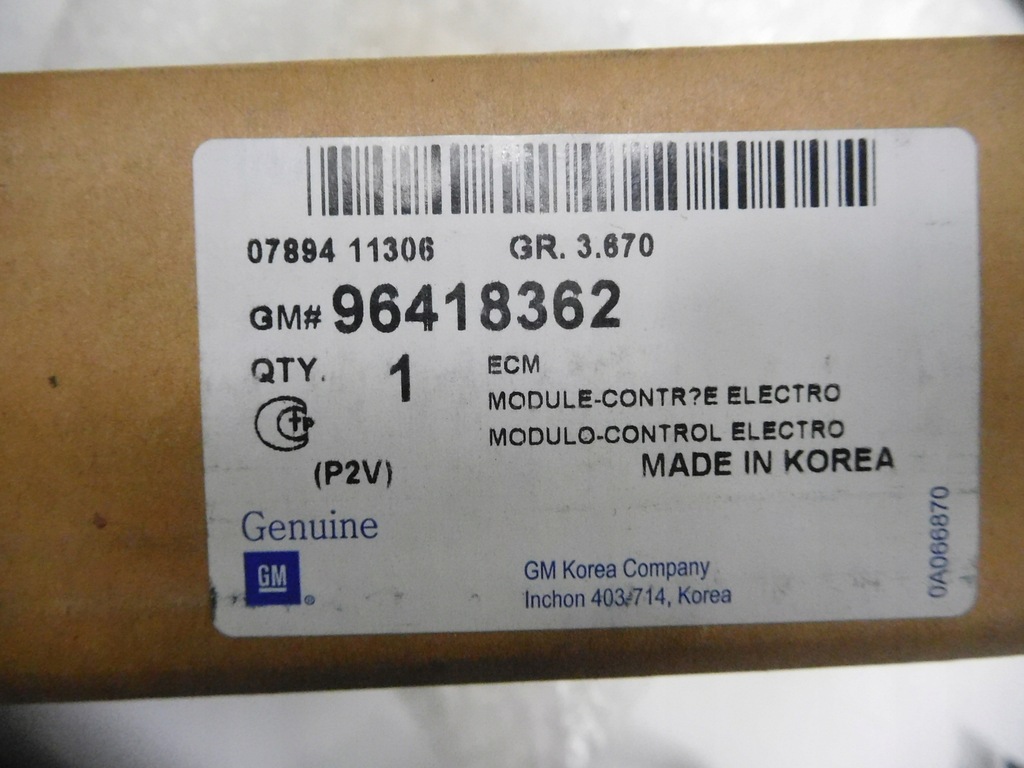 07894 11306 GR. 3.670
GM# 96418362
QTY. 1 ECM
MODULE-CONTR?E ELECTRO
MODULO-CONTROL ELECTRO
MADE IN KOREA
(P2V)
Genuine
GM
GM Korea Company
Inchon 403-714, Korea
0A066870